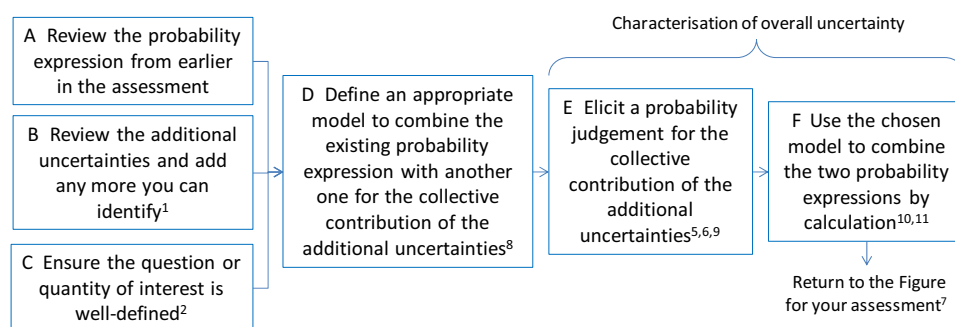 Characterisation of overall uncertainty
A Review the probability
expression from earlier
in the assessment
B Review the additional
uncertainties and add
any more you can
identify¹
C Ensure the question or
quantity of interest is
well-defined²
D Define an appropriate
model to combine the
existing probability
expression with another
one for the collective
contribution of the
additional uncertainties⁸
E Elicit a probability
judgement for the
collective
contribution of the
additional
uncertainties⁵,⁶,⁹
F Use the chosen
model to combine
the two probability
expressions by
calculation¹⁰,¹¹
Return to the Figure
for your assessment⁷